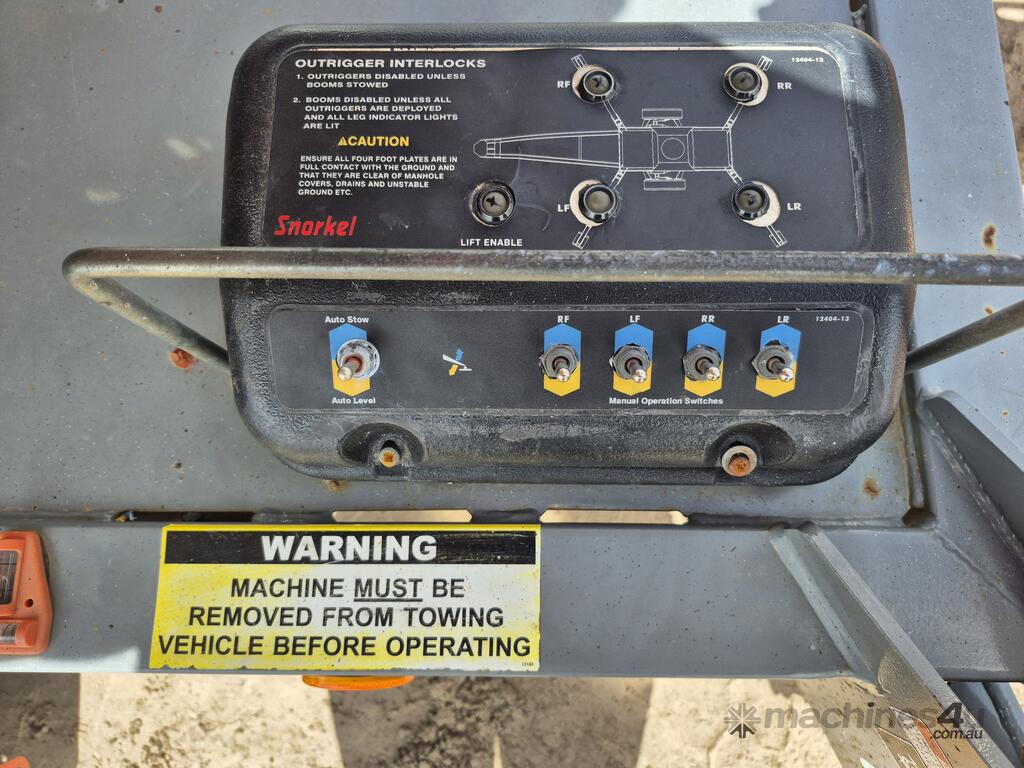 OUTRIGGER INTERLOCKS
12404-12
1. OUTRIGGERS DISABLED UNLESS
BOOMS STOWED
2. BOOMS DISABLED UNLESS ALL
OUTRIGGERS ARE DEPLOYED
AND ALL LEG INDICATOR LIGHTS
ARE LIT
CAUTION
ENSURE ALL FOUR FOOT PLATES ARE IN
FULL CONTACT WITH THE GROUND AND
THAT THEY ARE CLEAR OF MANHOLE
COVERS, DRAINS AND UNSTABLE
GROUND ETC.
Snorkel
LIFT ENABLE
RF
RR
LF
LR
Auto Stow
Auto Level
RF
LF
RR
LR
12404-13
Manual Operation Switches
WARNING
MACHINE MUST BE
REMOVED FROM TOWING
VEHICLE BEFORE OPERATING
machines4u
.com.au